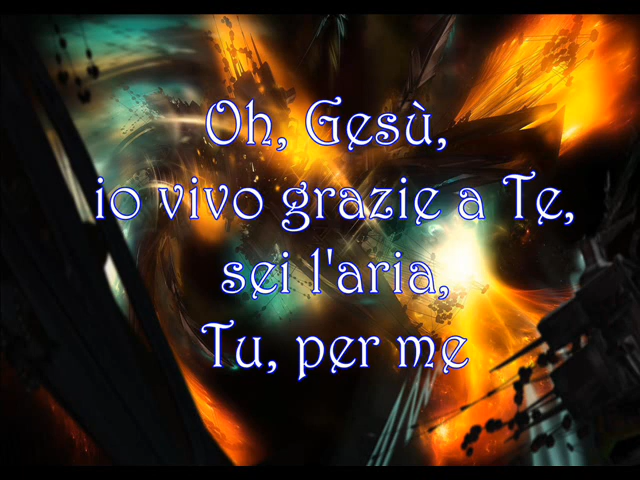 Oh, Gesù,
io vivo grazie a Te,
sei l'aria,
Tu, per me